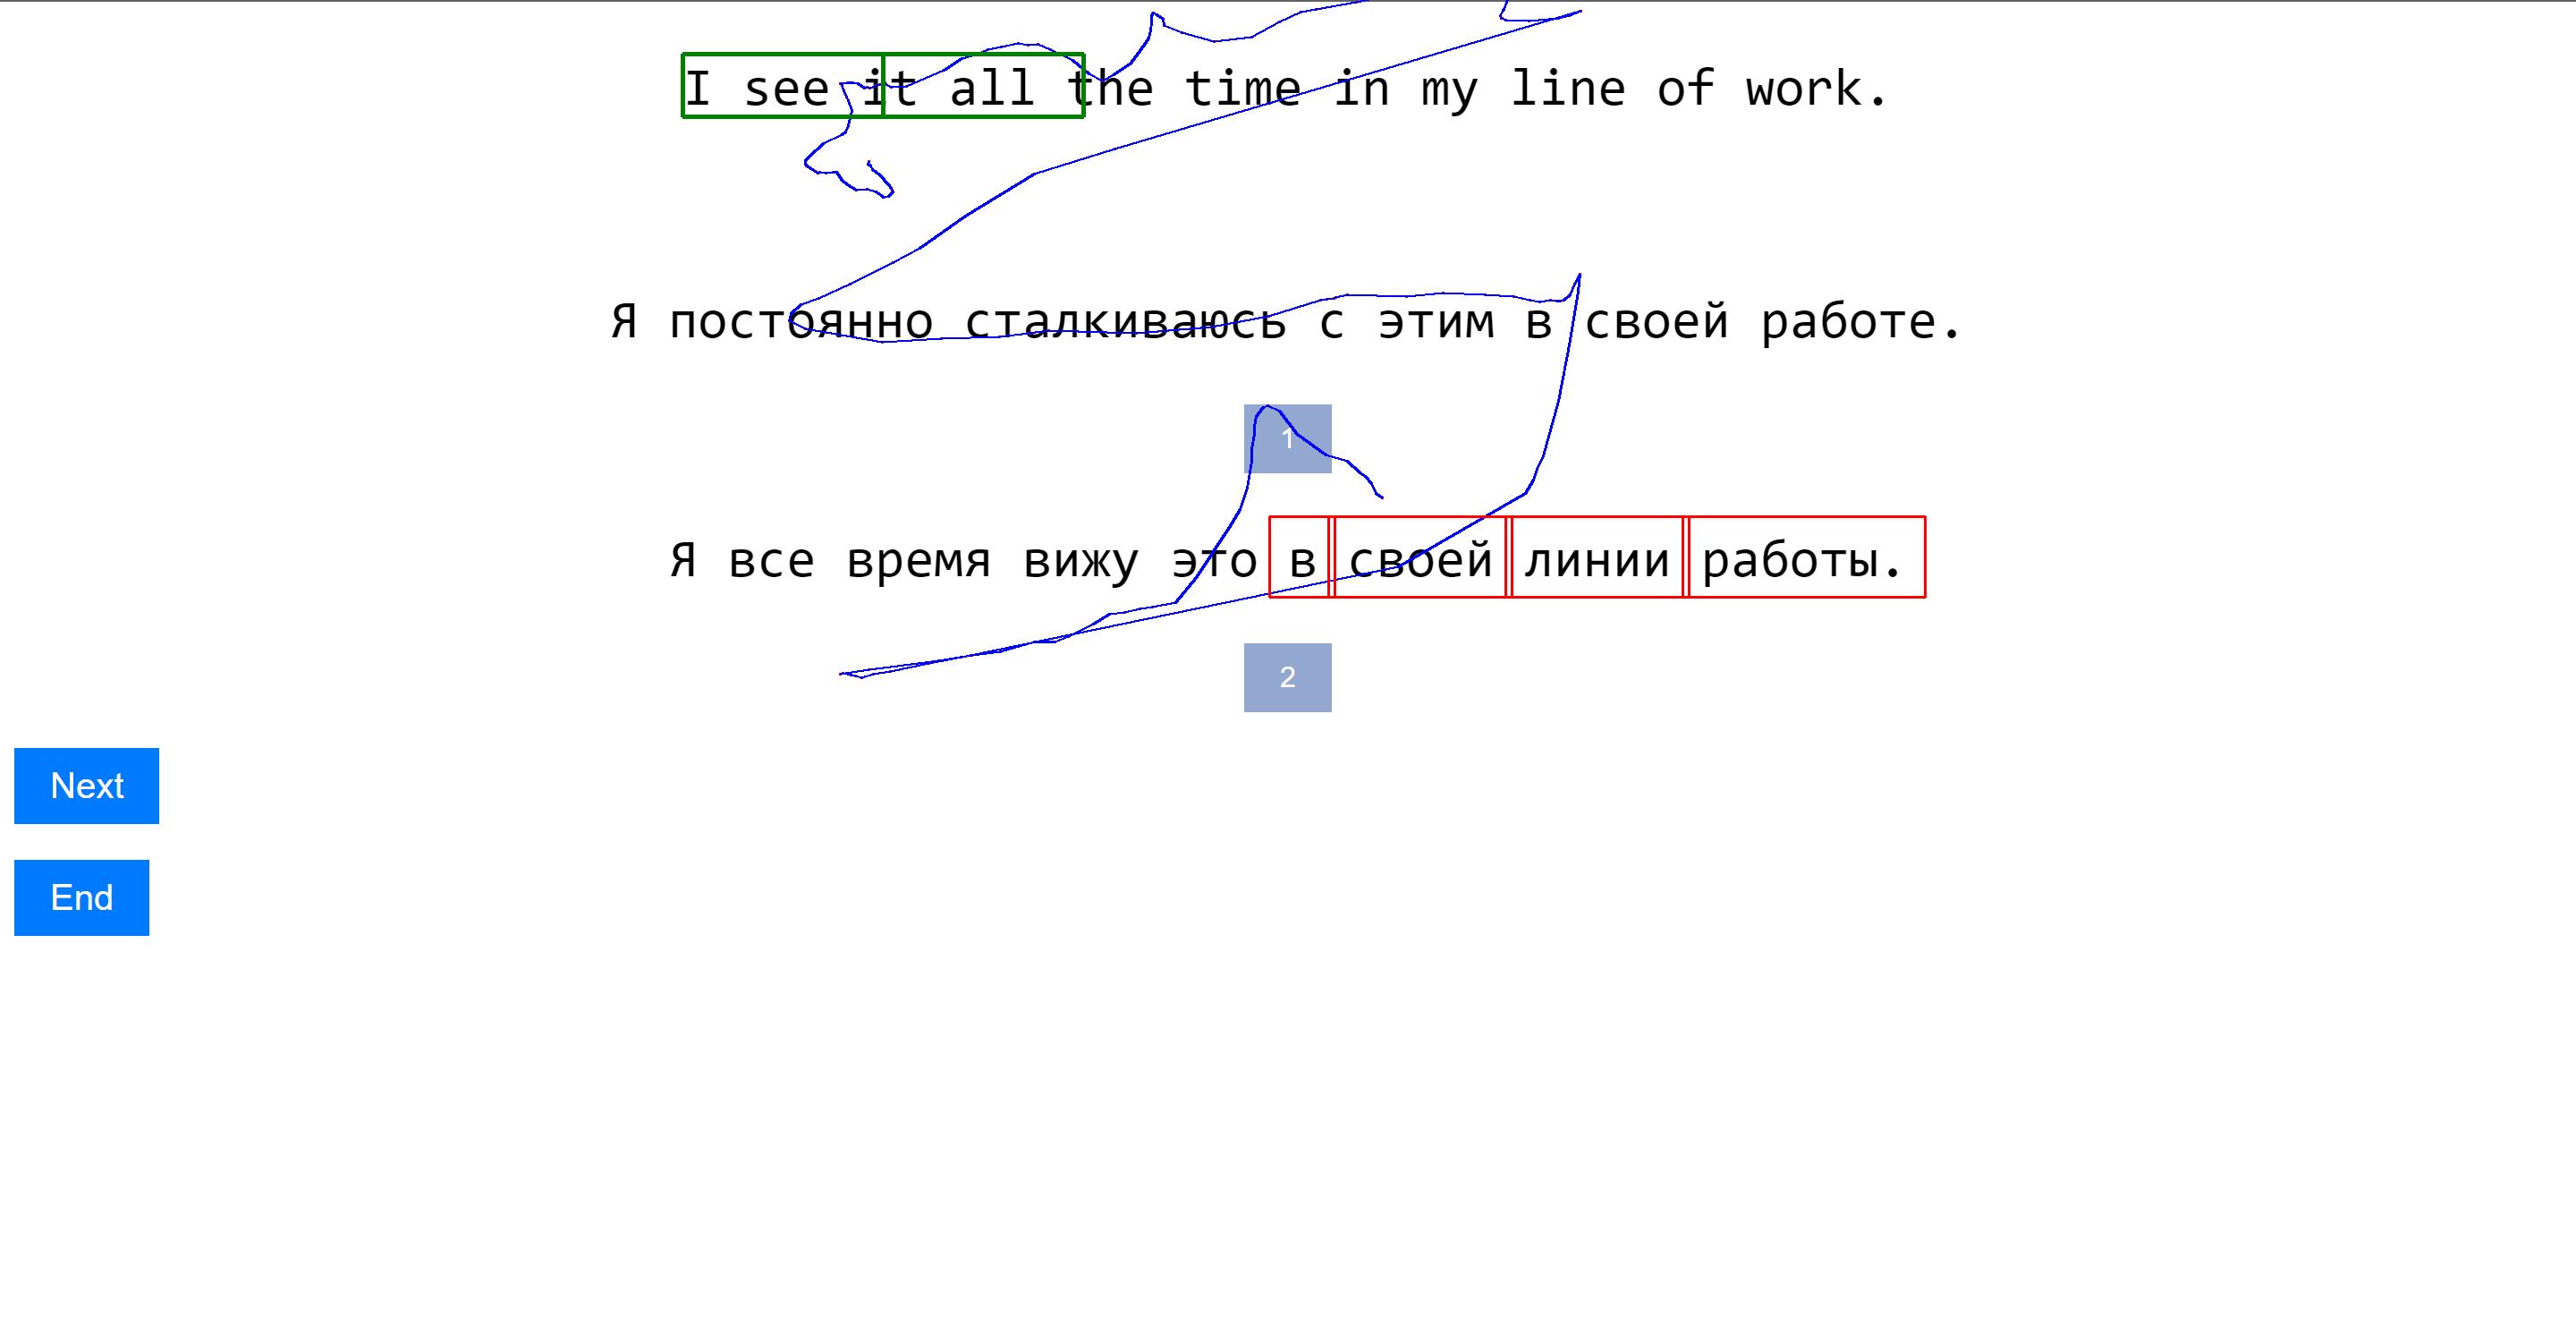 I see it all the time in my line of work.
Я постоянно сталкиваюсь с этим в своей работе.
1
Я все время вижу это в своей линии работы.
2
Next
End